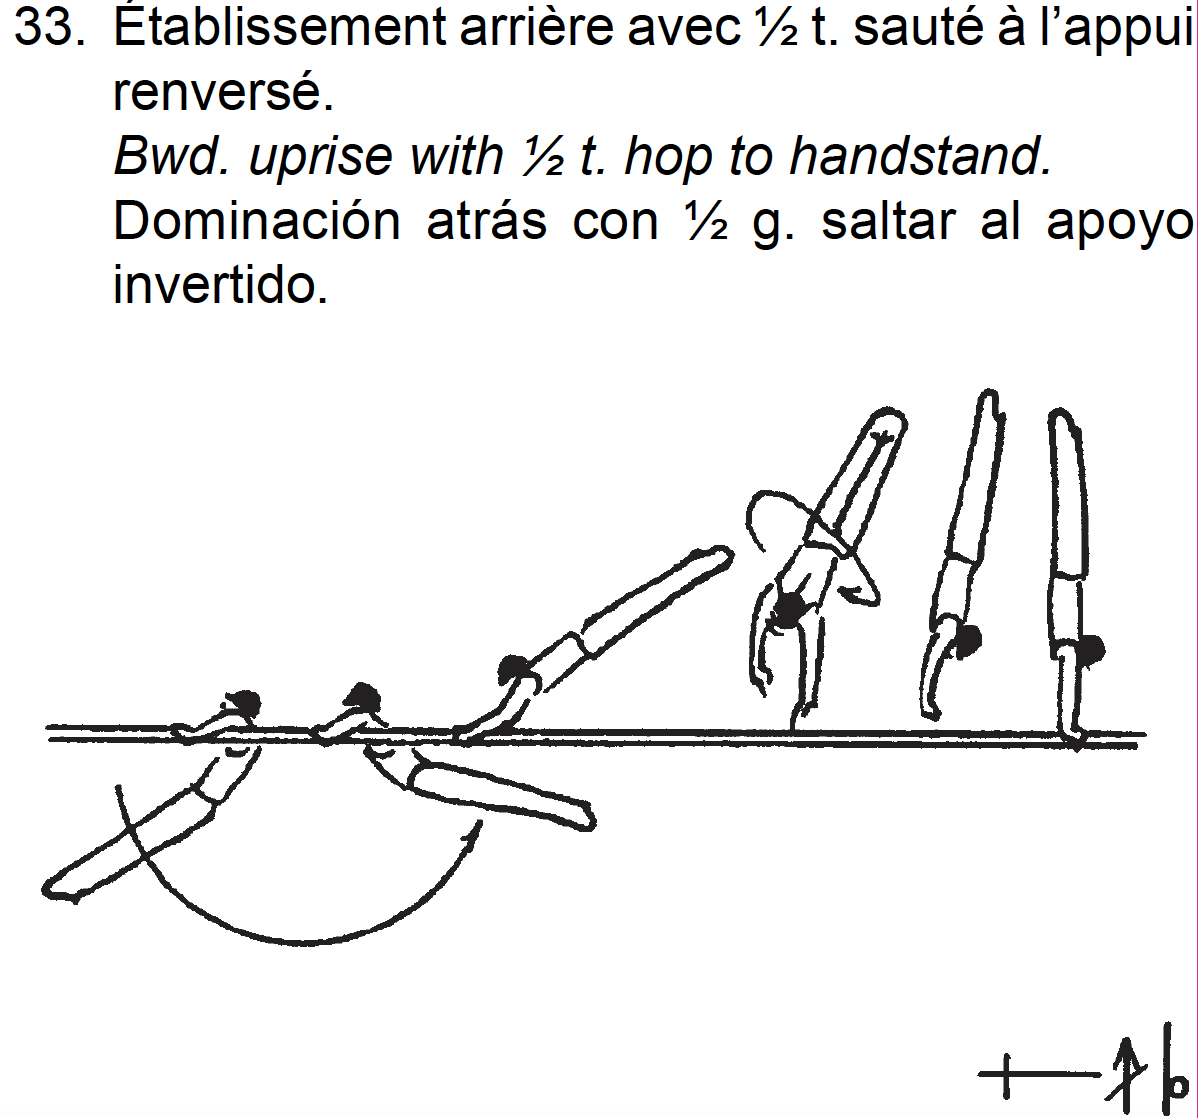 33. Établissement arrière avec ½ t. sauté à l’appui
renversé.
Bwd. uprise with ½ t. hop to handstand.
Dominación atrás con ½ g. saltar al apoyo
invertido.